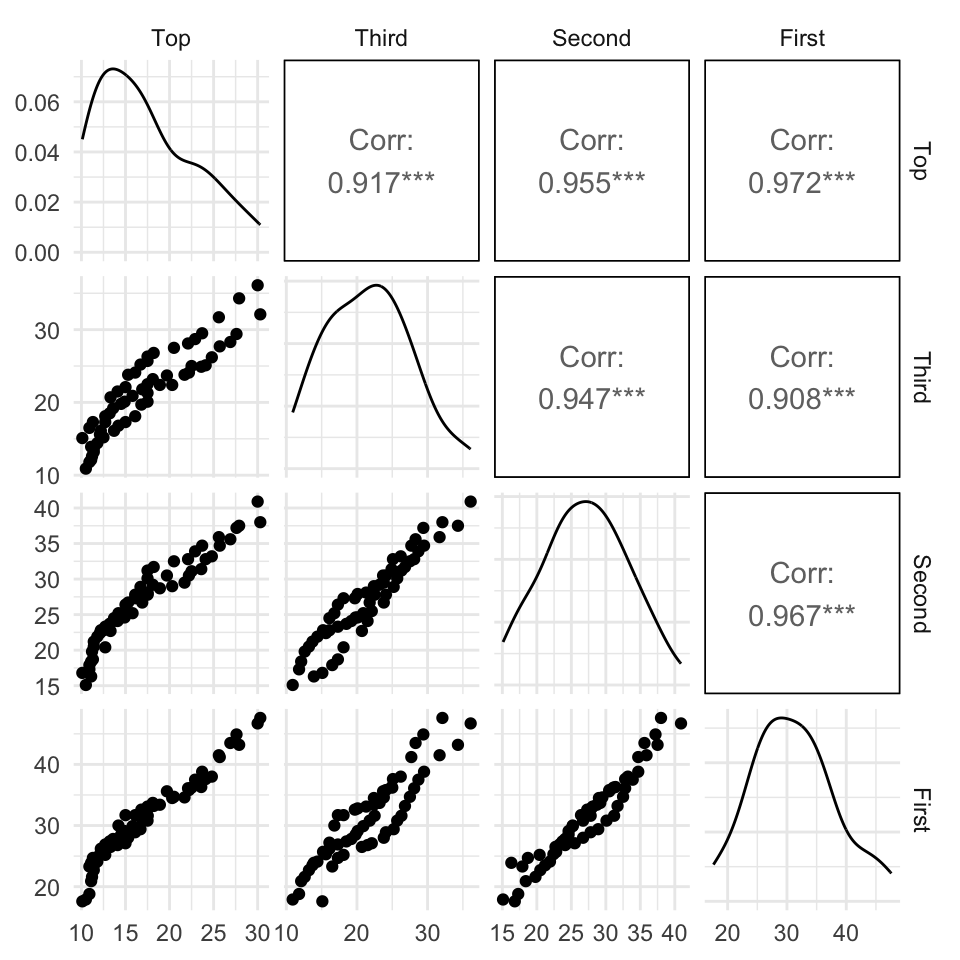 Top Third Second First
0.06
0.04
0.02
0.00
Corr:
0.917***
Corr:
0.955***
Corr:
0.972***
Top
30
20
10
Corr:
0.947***
Corr:
0.908***
Third
40
35
30
25
20
15
Corr:
0.967***
Second
40
30
20
First
10 15 20 25 30 10 20 30 15 20 25 30 35 40 20 30 40